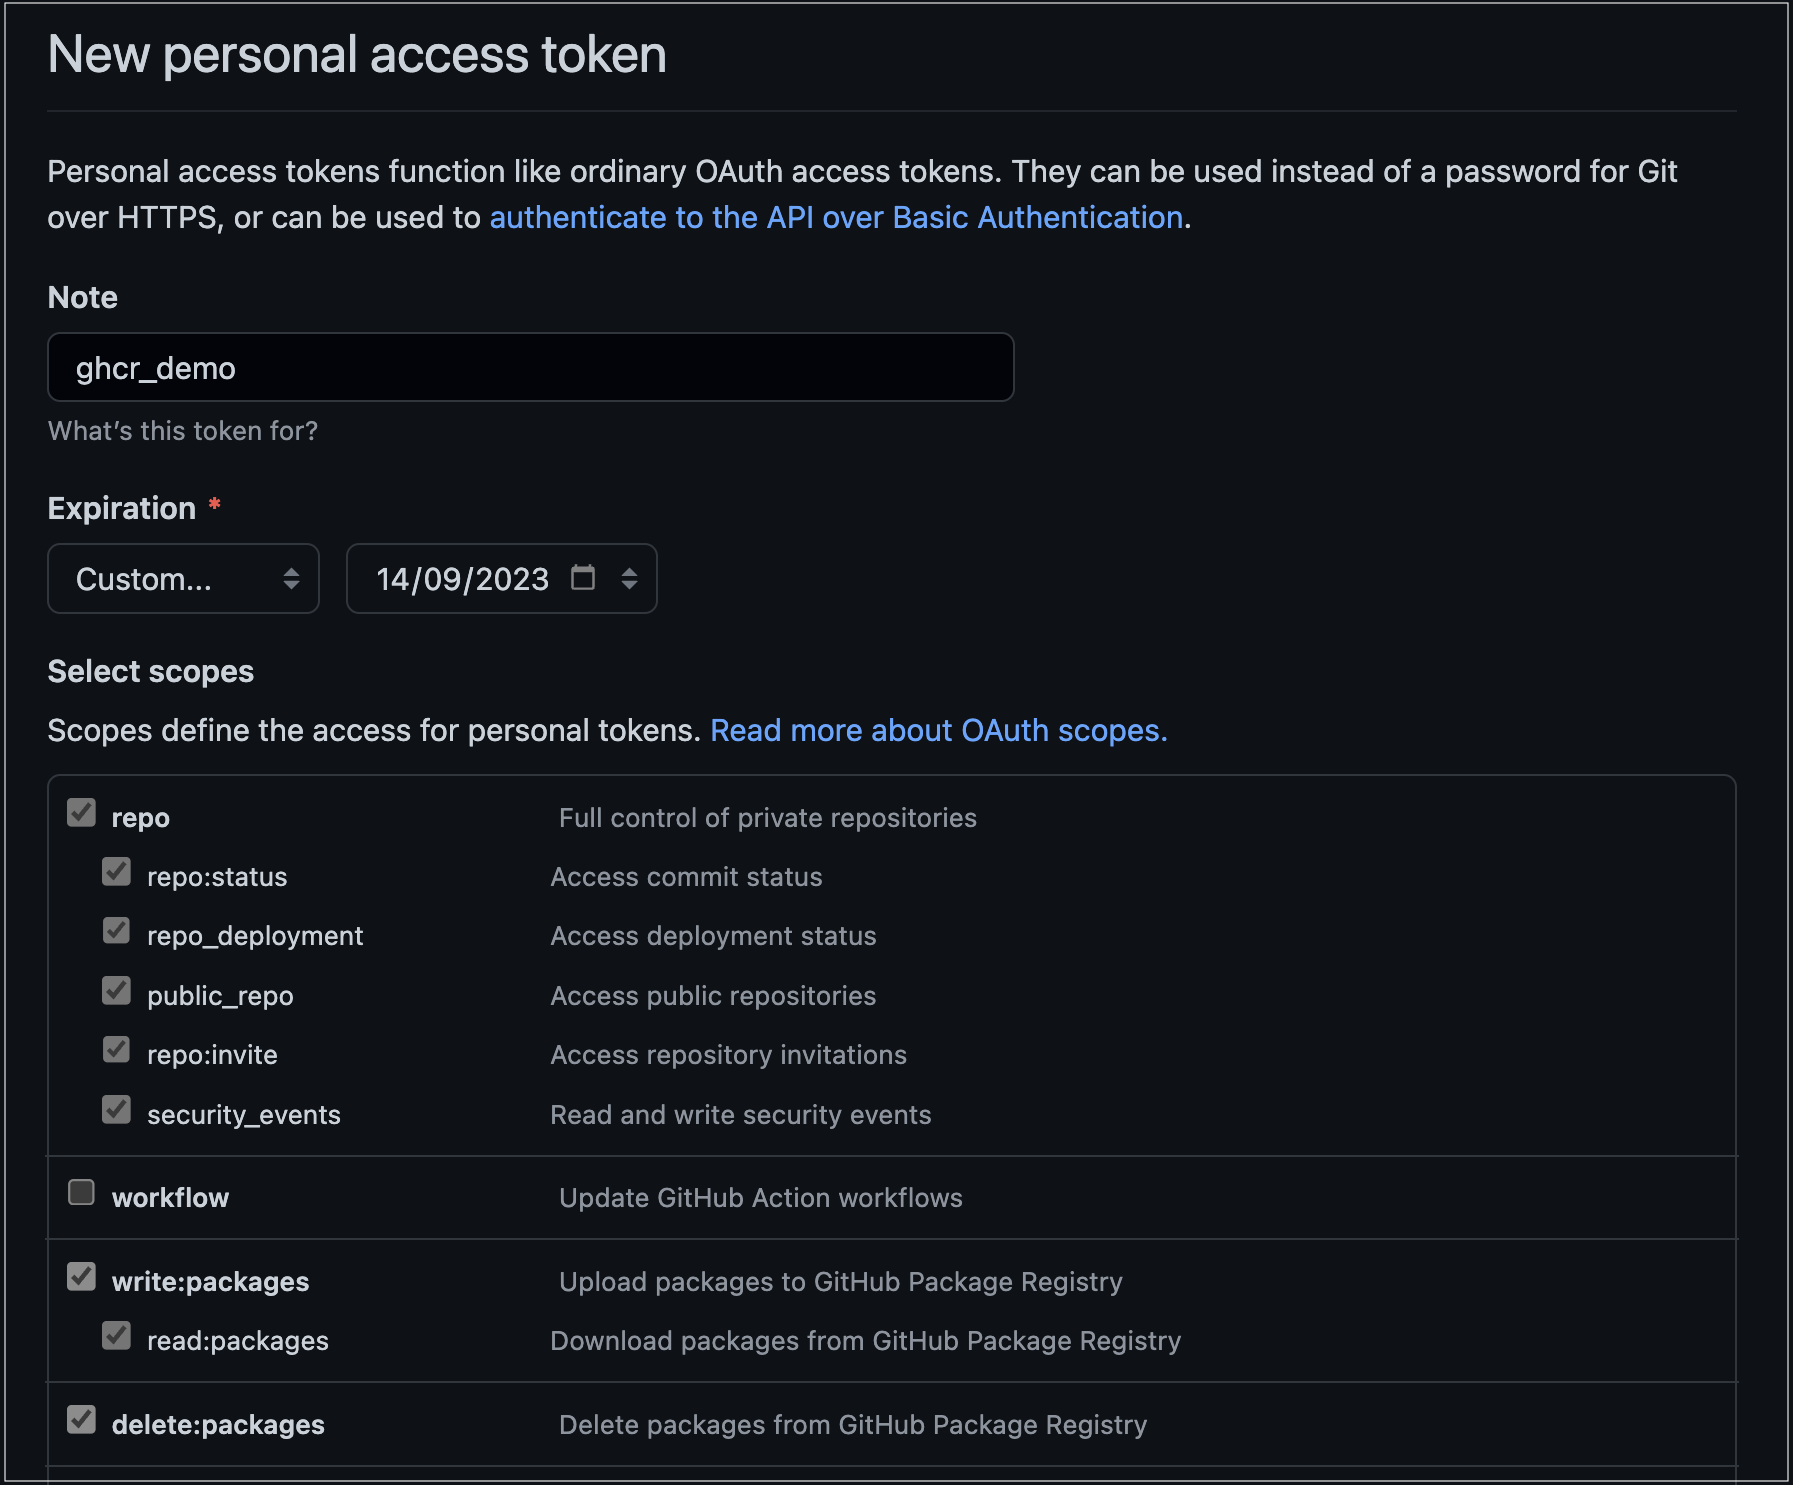 New personal access token
Personal access tokens function like ordinary OAuth access tokens. They can be used instead of a password for Git
over HTTPS, or can be used to authenticate to the API over Basic Authentication.
Note
ghcr_demo
What's this token for?
Expiration *
Custom... 14/09/2023
Select scopes
Scopes define the access for personal tokens. Read more about OAuth scopes.
repo Full control of private repositories
repo:status Access commit status
repo_deployment Access deployment status
public_repo Access public repositories
repo:invite Access repository invitations
security_events Read and write security events
workflow Update GitHub Action workflows
write:packages Upload packages to GitHub Package Registry
read:packages Download packages from GitHub Package Registry
delete:packages Delete packages from GitHub Package Registry